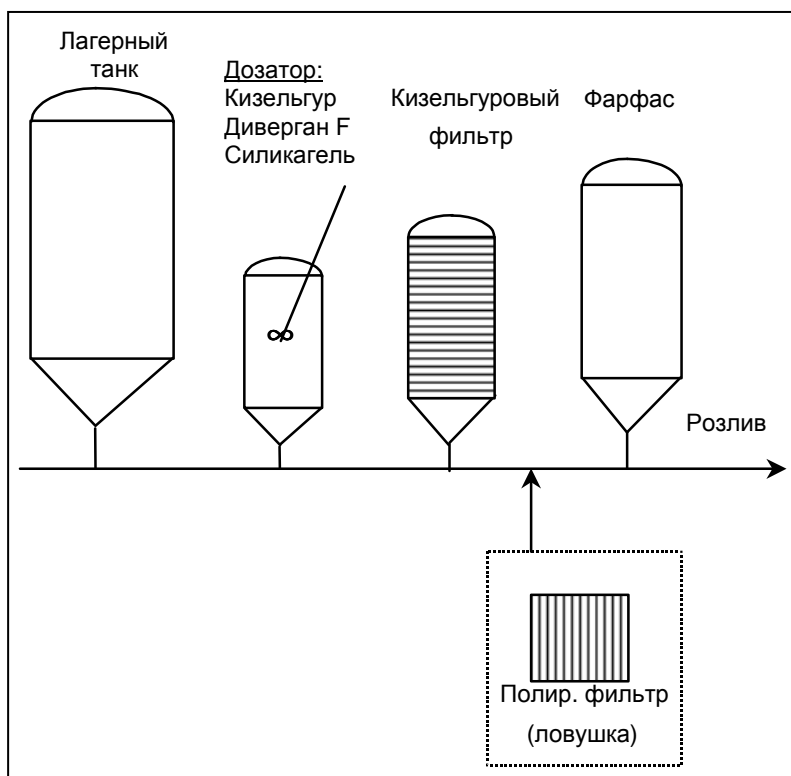 Лагерный
танк
Дозатор:
Кизельгур
Диверган F
Силикагель
Кизельгуровый
фильтр
Фарфас
Розлив
Полир. фильтр
(ловушка)